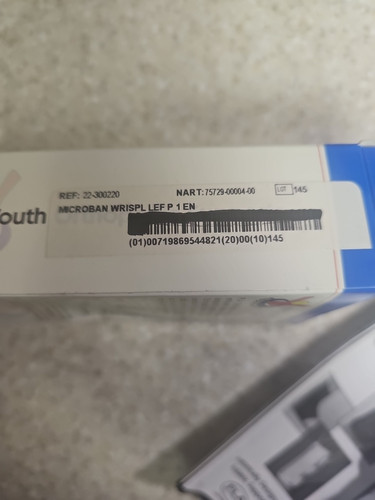 REF: 22-300220 NART:75729-00004-00 LOT 145
MICROBAN WRISPL LEF P 1 EN
outh
(01)00719869544821(20)00(10)145